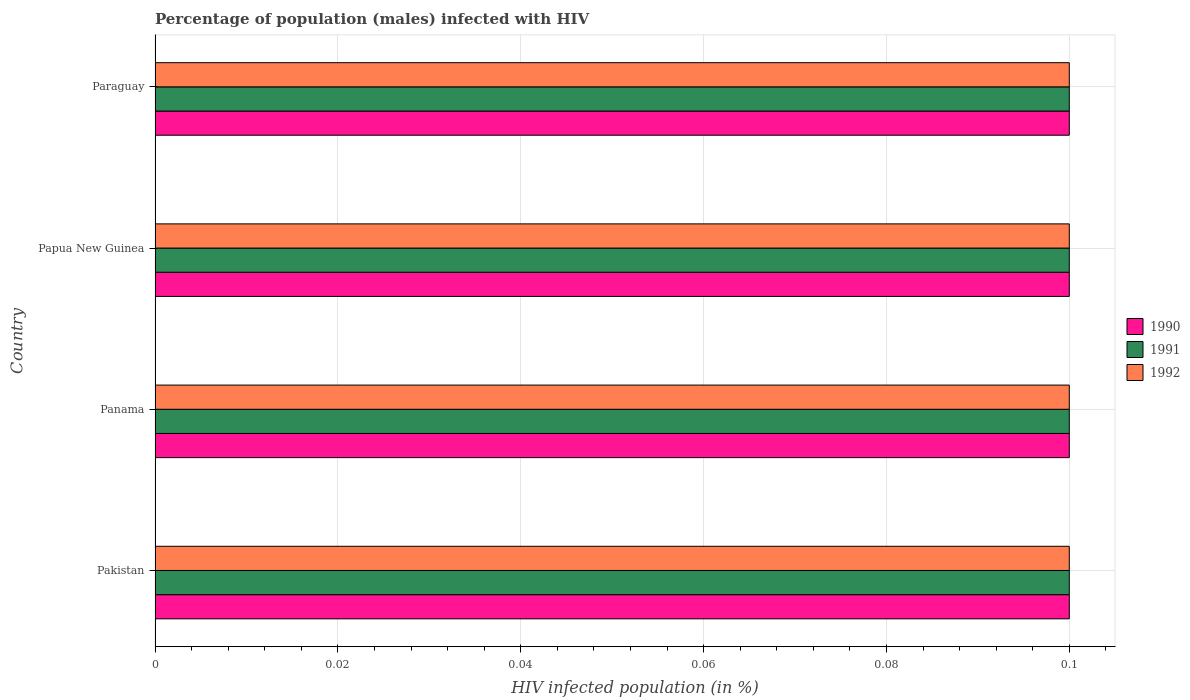 Percentage of population (males) infected with HIV
Paraguay
Papua New Guinea
Panama
Pakistan
Country
0
0.02
0.04
0.06
0.08
0.1
HIV infected population (in %)
1990
1991
1992